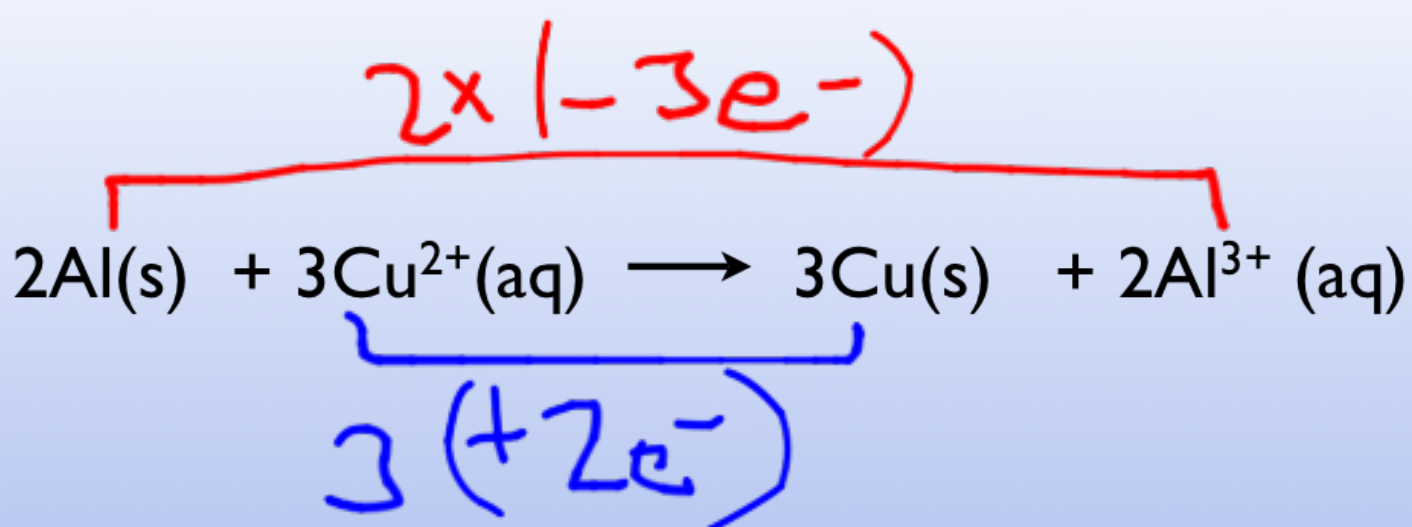 2x (- 3e-)
2Al(s) + 3Cu²⁺(aq) ⟶ 3Cu(s) + 2Al³⁺ (aq)
3 (+2e⁻)